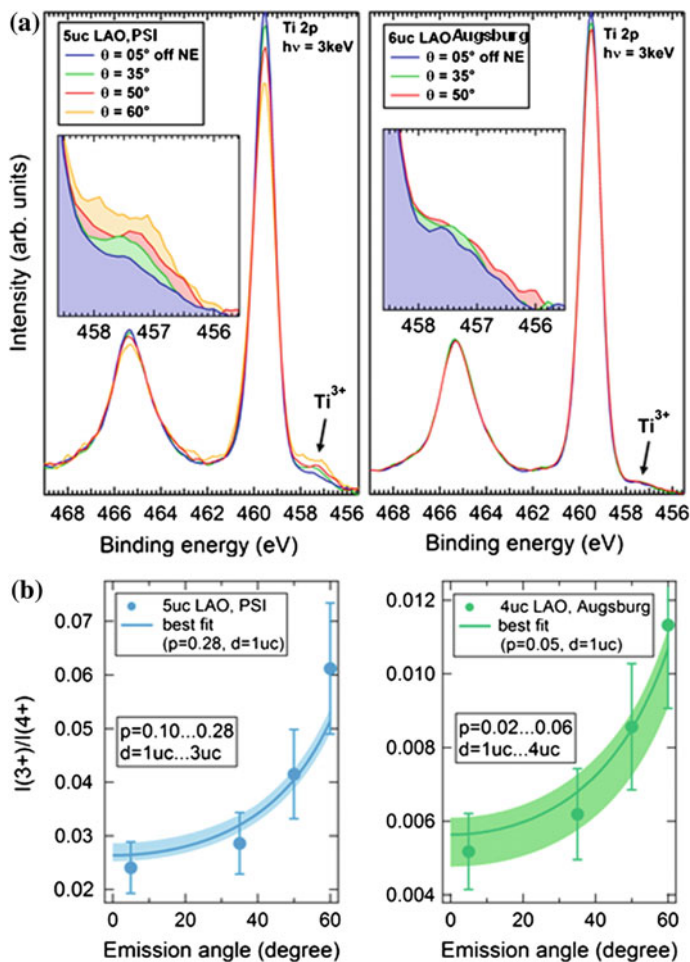 (a)
5uc LAO, PSI
θ = 05° off NE
θ = 35°
θ = 50°
θ = 60°
Ti 2p
hν = 3keV
458 457 456
Ti3+
468 466 464 462 460 458 456
Binding energy (eV)
Intensity (arb. units)
6uc LAO Augsburg
θ = 05° off NE
θ = 35°
θ = 50°
Ti 2p
hν = 3keV
458 457 456
Ti3+
468 466 464 462 460 458 456
Binding energy (eV)
(b)
5uc LAO, PSI
best fit
(p=0.28, d=1uc)
p=0.10...0.28
d=1uc...3uc
I(3+)/I(4+)
0.07
0.06
0.05
0.04
0.03
0.02
0 20 40 60
Emission angle (degree)
4uc LAO, Augsburg
best fit
(p=0.05, d=1uc)
p=0.02...0.06
d=1uc...4uc
0.012
0.010
0.008
0.006
0.004
0 20 40 60
Emission angle (degree)